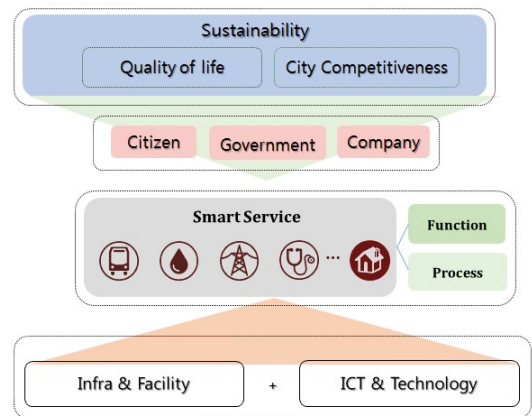 Sustainability
Quality of life
City Competitiveness
Citizen
Government
Company
Smart Service
...
Function
Process
Infra & Facility
+
ICT & Technology